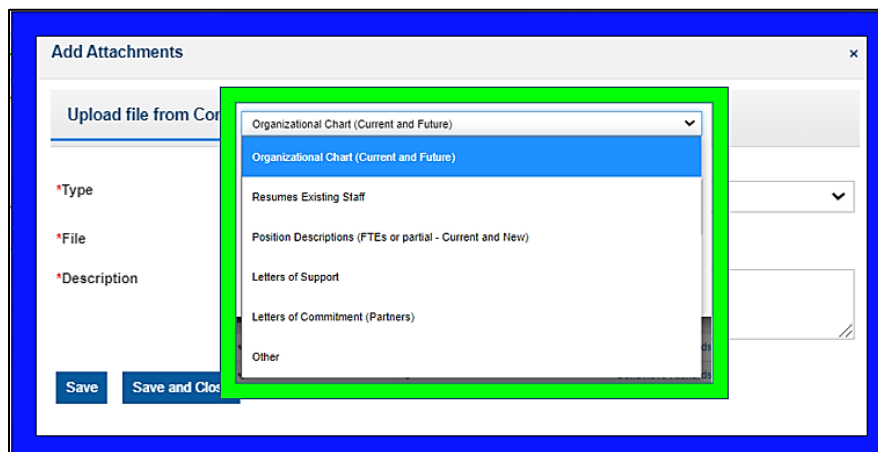 Add Attachments ×
Upload file from Co
Organizational Chart (Current and Future)
Organizational Chart (Current and Future)
*Type
Resumes Existing Staff
*File
Position Descriptions (FTEs or partial - Current and New)
*Description
Letters of Support
Letters of Commitment (Partners)
Other
Save
Save and Clos